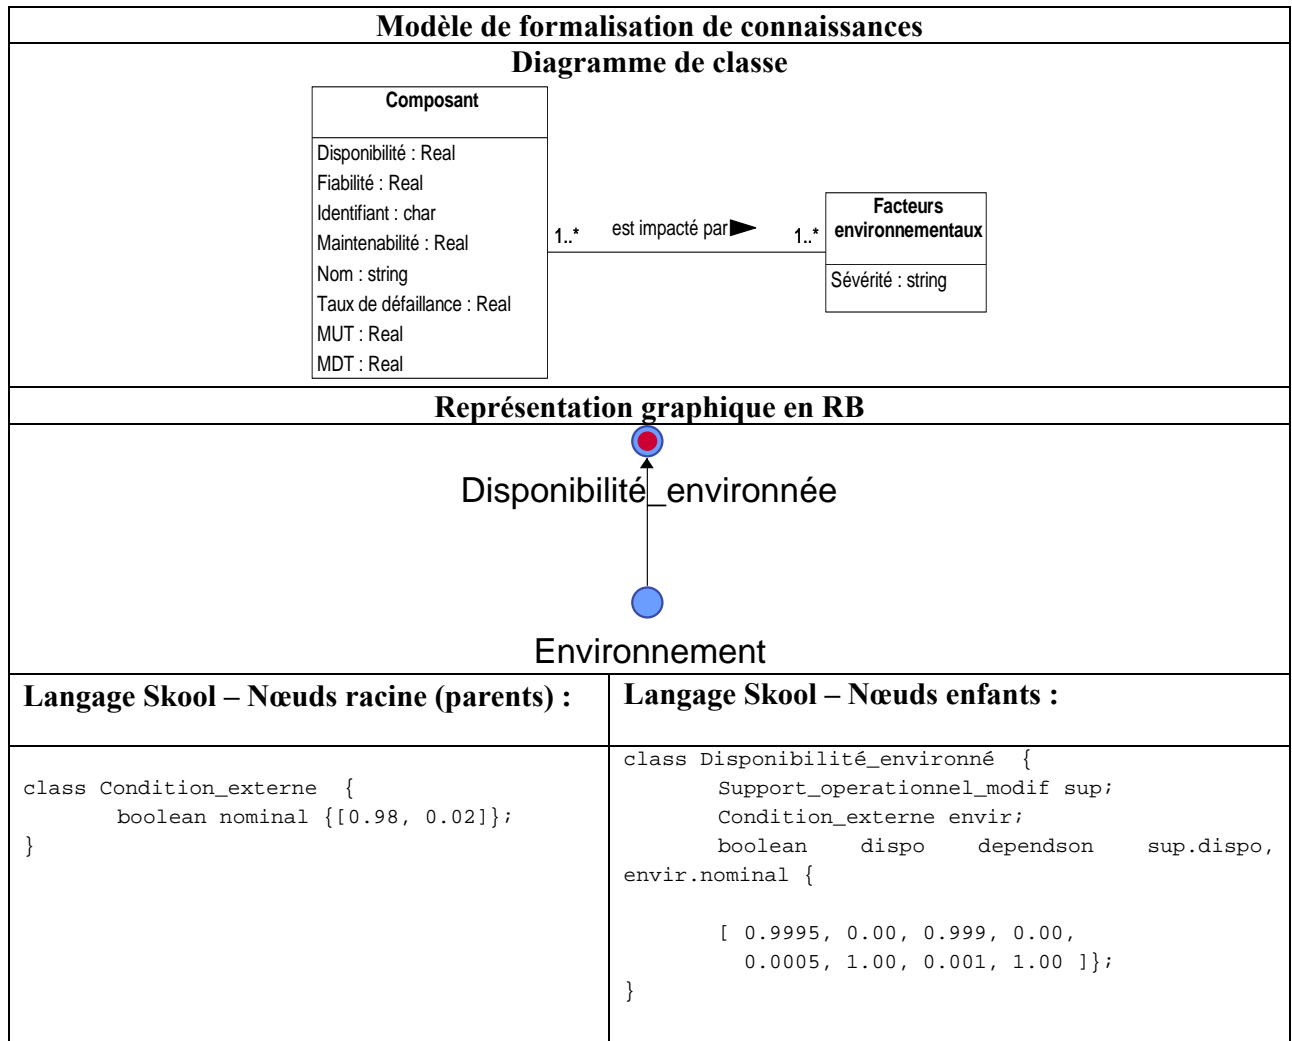 Modèle de formalisation de connaissances
Diagramme de classe
Composant
Disponibilité : Real
Fiabilité : Real
Identifiant : char
Maintenabilité : Real
Nom : string
Taux de défaillance : Real
MUT : Real
MDT : Real
1..*
est impacté par
1..*
Facteurs
environnementaux
Sévérité : string
Représentation graphique en RB
Disponibilité_environnée
Environnement
Langage Skool – Nœuds racine (parents) :
class Condition_externe {
boolean nominal {[0.98, 0.02]};
}
Langage Skool – Nœuds enfants :
class Disponibilité_environné {
Support_operationnel_modif sup;
Condition_externe envir;
boolean dispo dependson sup.dispo,
envir.nominal {
[ 0.9995, 0.00, 0.999, 0.00,
0.0005, 1.00, 0.001, 1.00 ]};
}